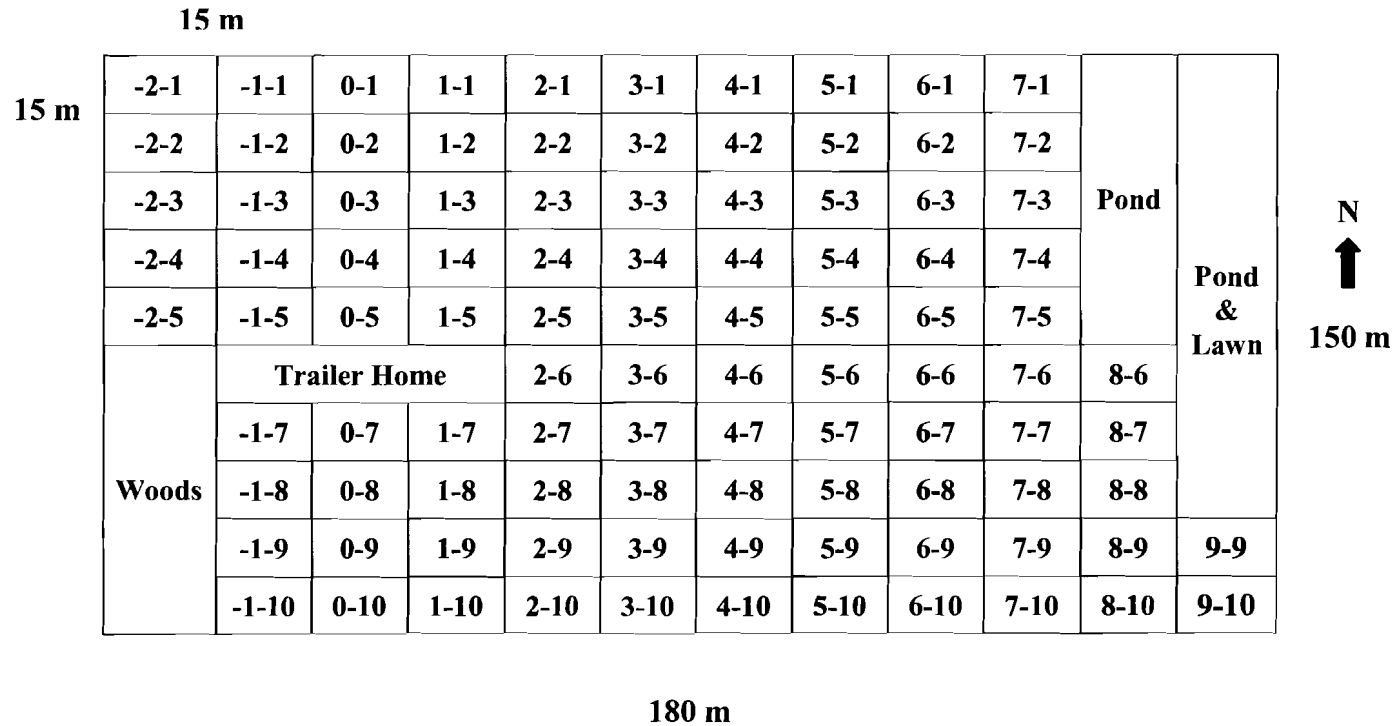 15 m
15 m
-2-1 -1-1 0-1 1-1 2-1 3-1 4-1 5-1 6-1 7-1
-2-2 -1-2 0-2 1-2 2-2 3-2 4-2 5-2 6-2 7-2
-2-3 -1-3 0-3 1-3 2-3 3-3 4-3 5-3 6-3 7-3 Pond N
-2-4 -1-4 0-4 1-4 2-4 3-4 4-4 5-4 6-4 7-4
-2-5 -1-5 0-5 1-5 2-5 3-5 4-5 5-5 6-5 7-5
Pond
&
Lawn
150 m
Trailer Home 2-6 3-6 4-6 5-6 6-6 7-6 8-6
-1-7 0-7 1-7 2-7 3-7 4-7 5-7 6-7 7-7 8-7
Woods -1-8 0-8 1-8 2-8 3-8 4-8 5-8 6-8 7-8 8-8
-1-9 0-9 1-9 2-9 3-9 4-9 5-9 6-9 7-9 8-9 9-9
-1-10 0-10 1-10 2-10 3-10 4-10 5-10 6-10 7-10 8-10 9-10
180 m